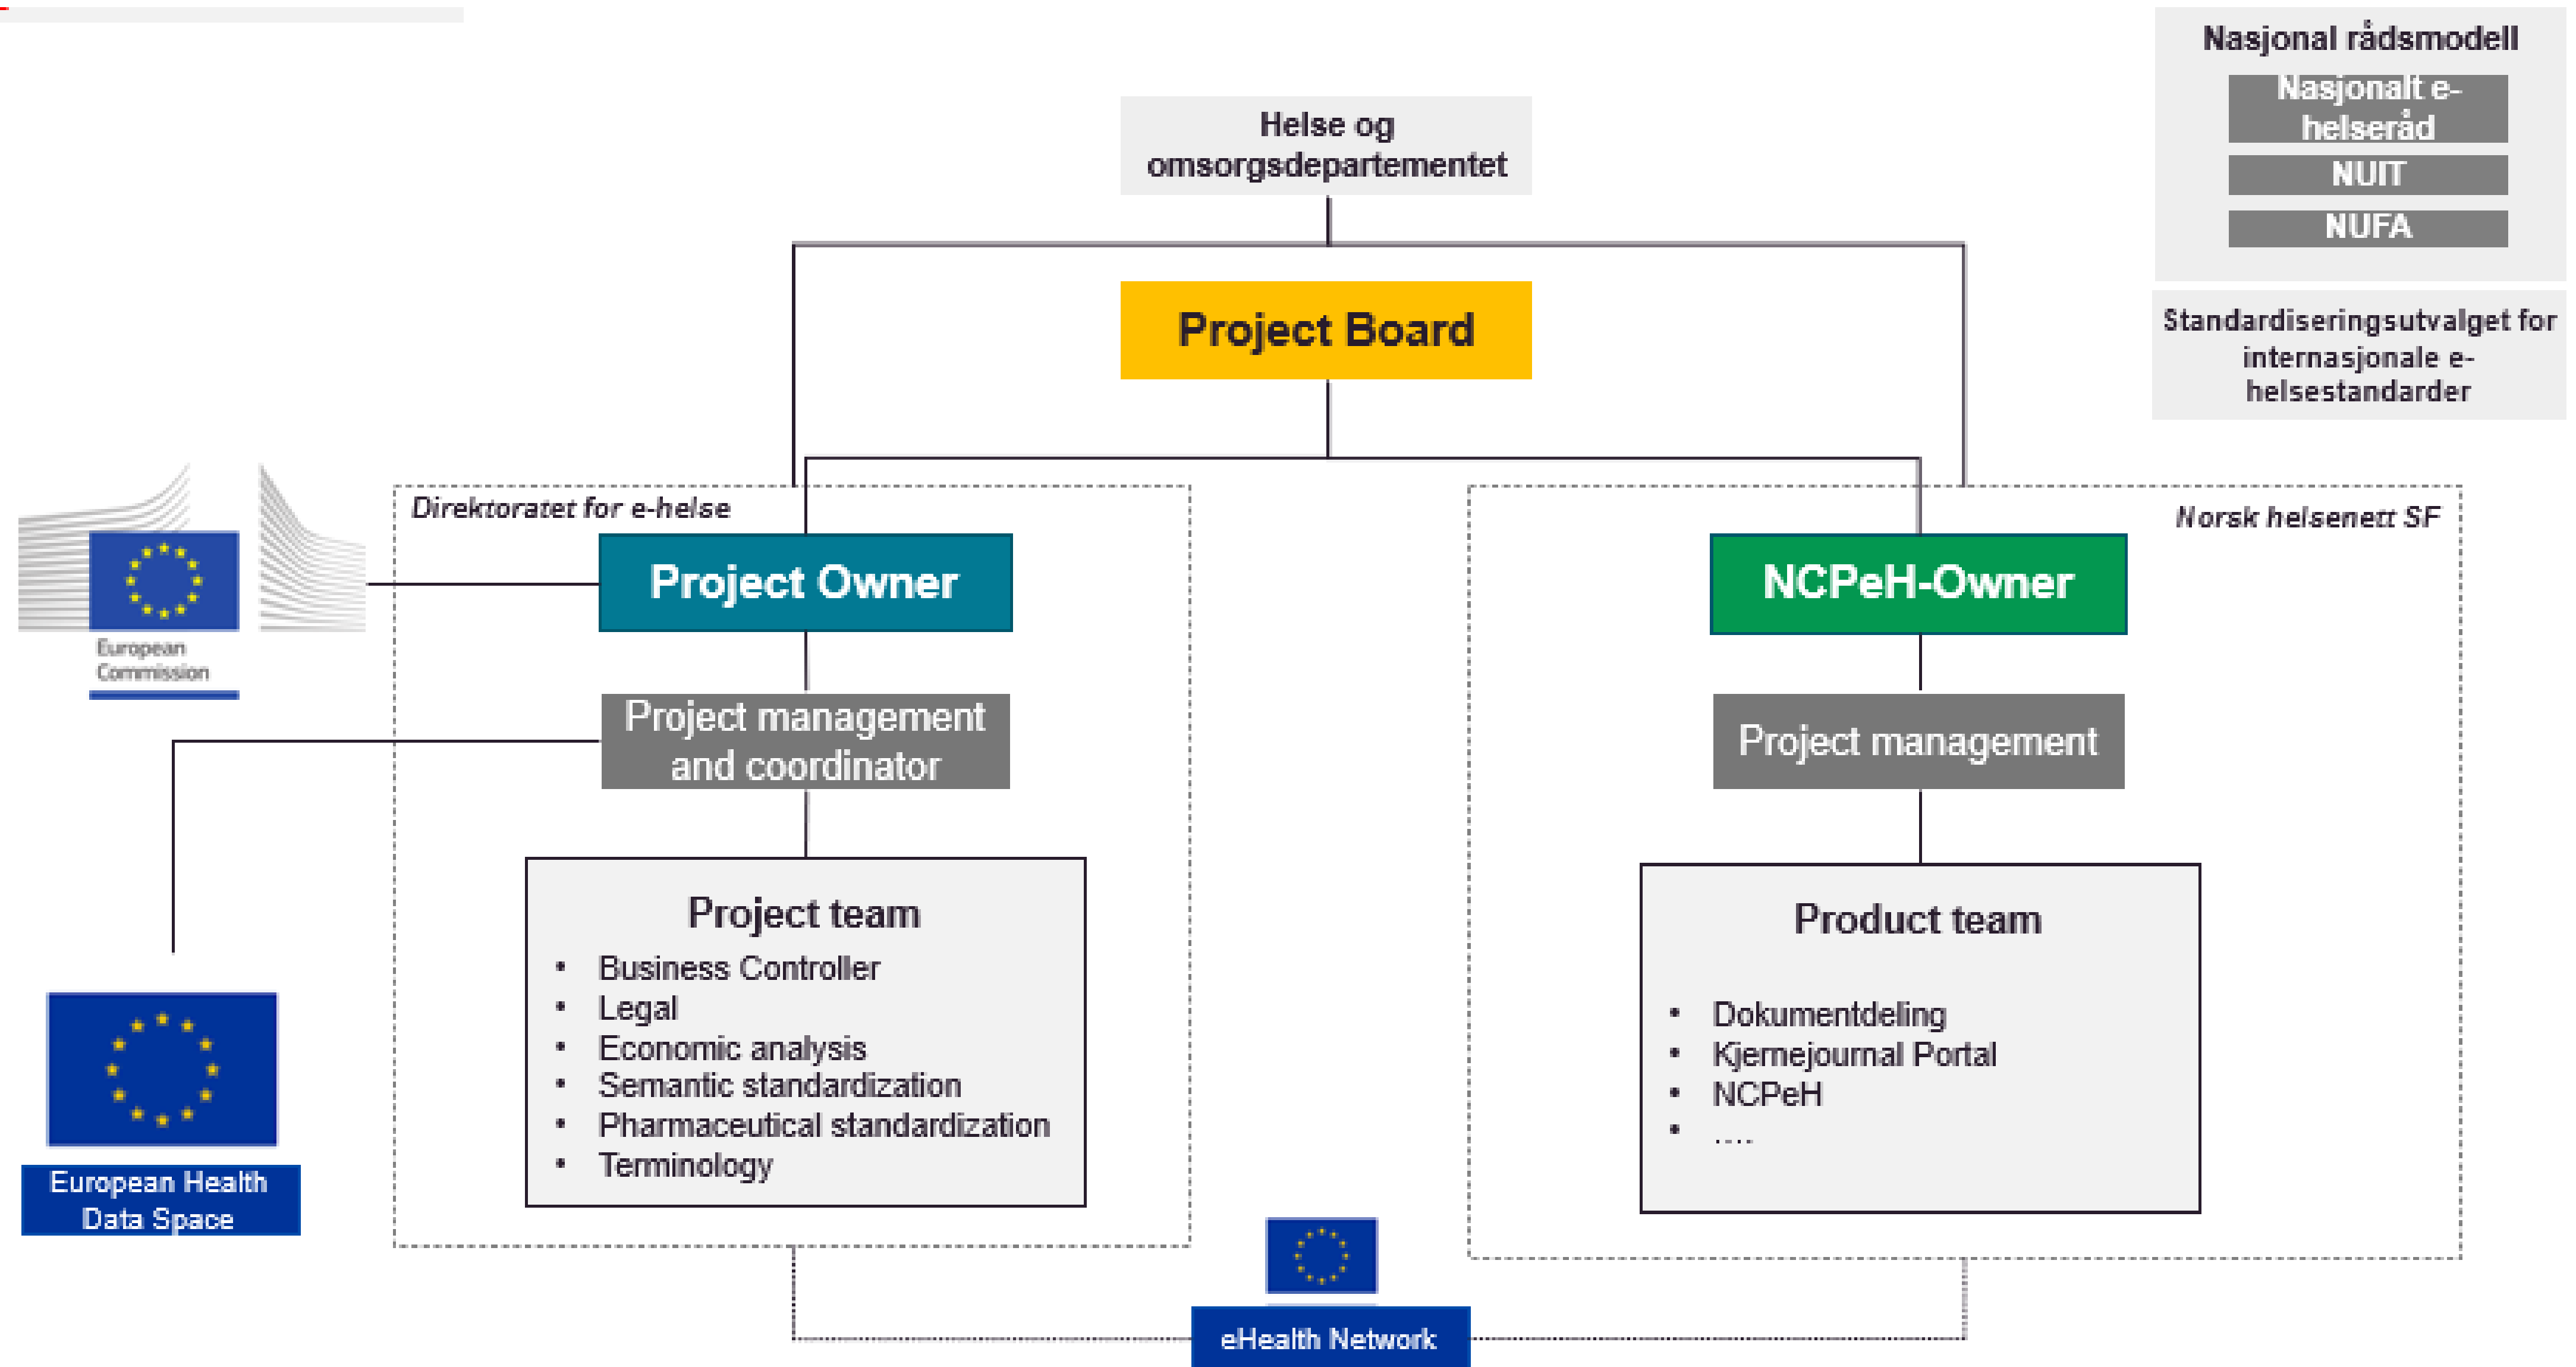 Nasjonal rådsmodell
Nasjonalt e-
helseråd
NUIT
NUFA
Standardiseringsutvalget for
internasjonale e-
helsestandarder
Helse og
omsorgsdepartementet
Project Board
Direktoratet for e-helse
Norsk helsenett SF
Project Owner
NCPeH-Owner
European
Commission
Project management
and coordinator
Project management
Project team
• Business Controller
• Legal
• Economic analysis
• Semantic standardization
• Pharmaceutical standardization
• Terminology
Product team
• Dokumentdeling
• Kjernejournal Portal
• NCPeH
• ....
European Health
Data Space
eHealth Network